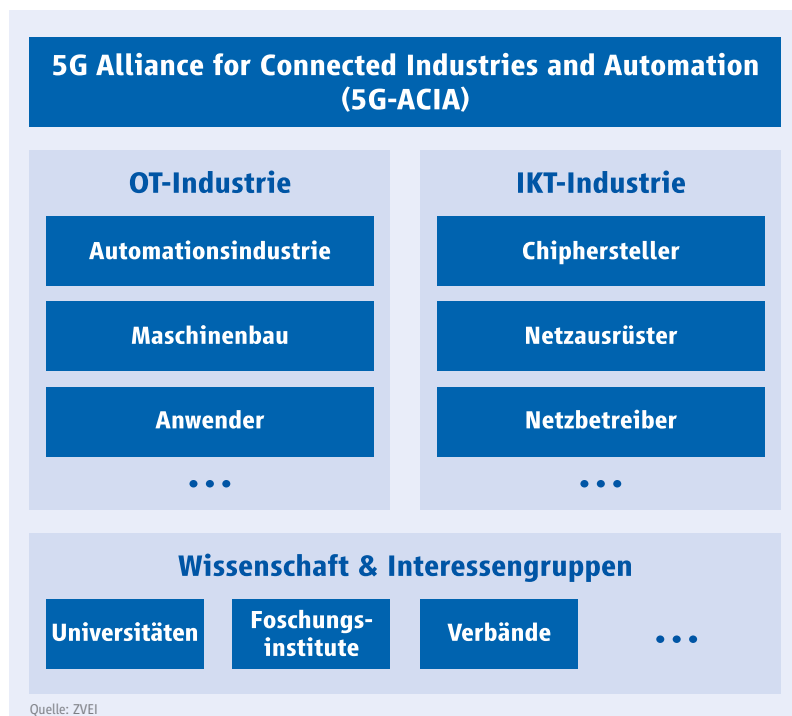 5G Alliance for Connected Industries and Automation
(5G-ACIA)
OT-Industrie
Automationsindustrie
Maschinenbau
Anwender
...
IKT-Industrie
Chiphersteller
Netzausrüster
Netzbetreiber
...
Wissenschaft & Interessengruppen
Universitäten
Foschungs-
institute
Verbände
...
Quelle: ZVEI